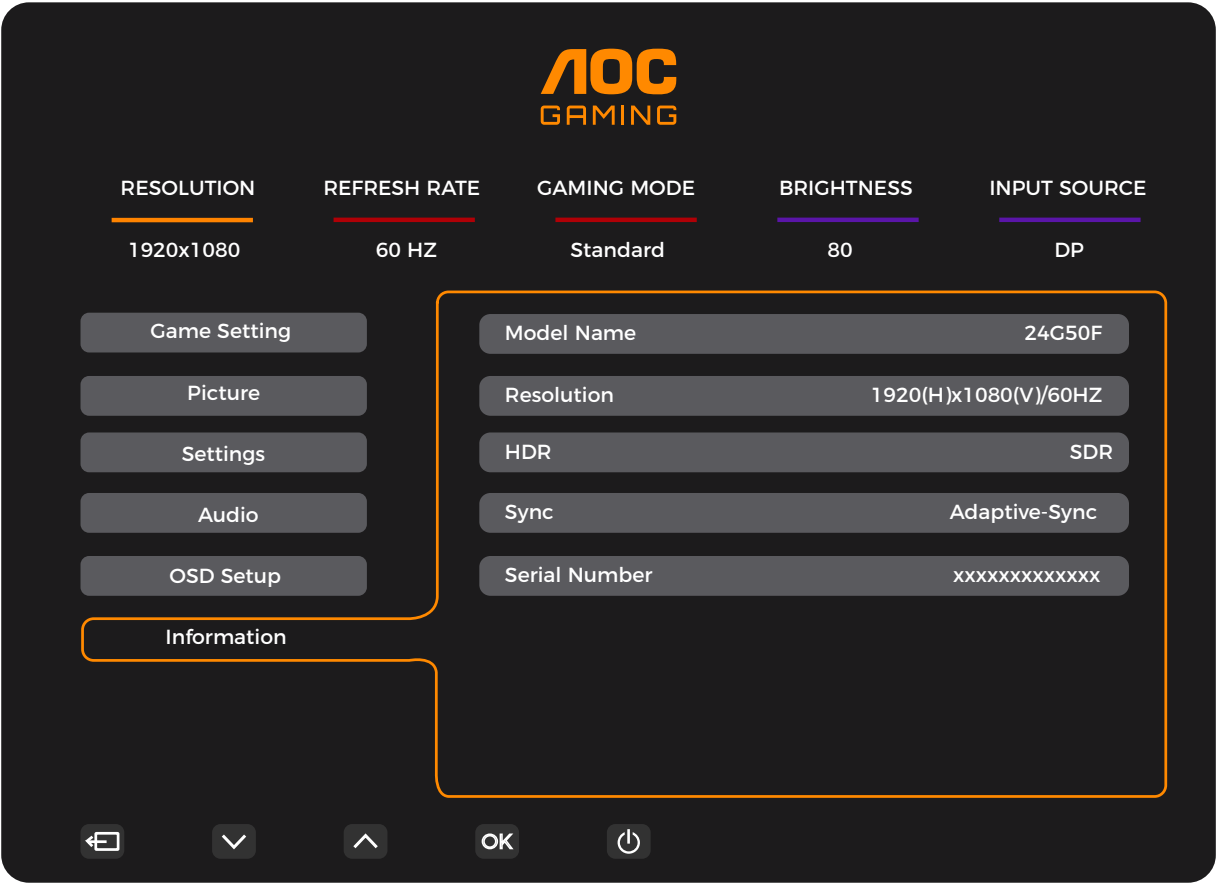 AOC
GAMING
RESOLUTION REFRESH RATE GAMING MODE BRIGHTNESS INPUT SOURCE
1920x1080 60 HZ Standard 80 DP
Game Setting Model Name 24G50F
Picture Resolution 1920(H)x1080(V)/60HZ
Settings HDR SDR
Audio Sync Adaptive-Sync
OSD Setup Serial Number xxxxxxxxxxxxx
Information
OK